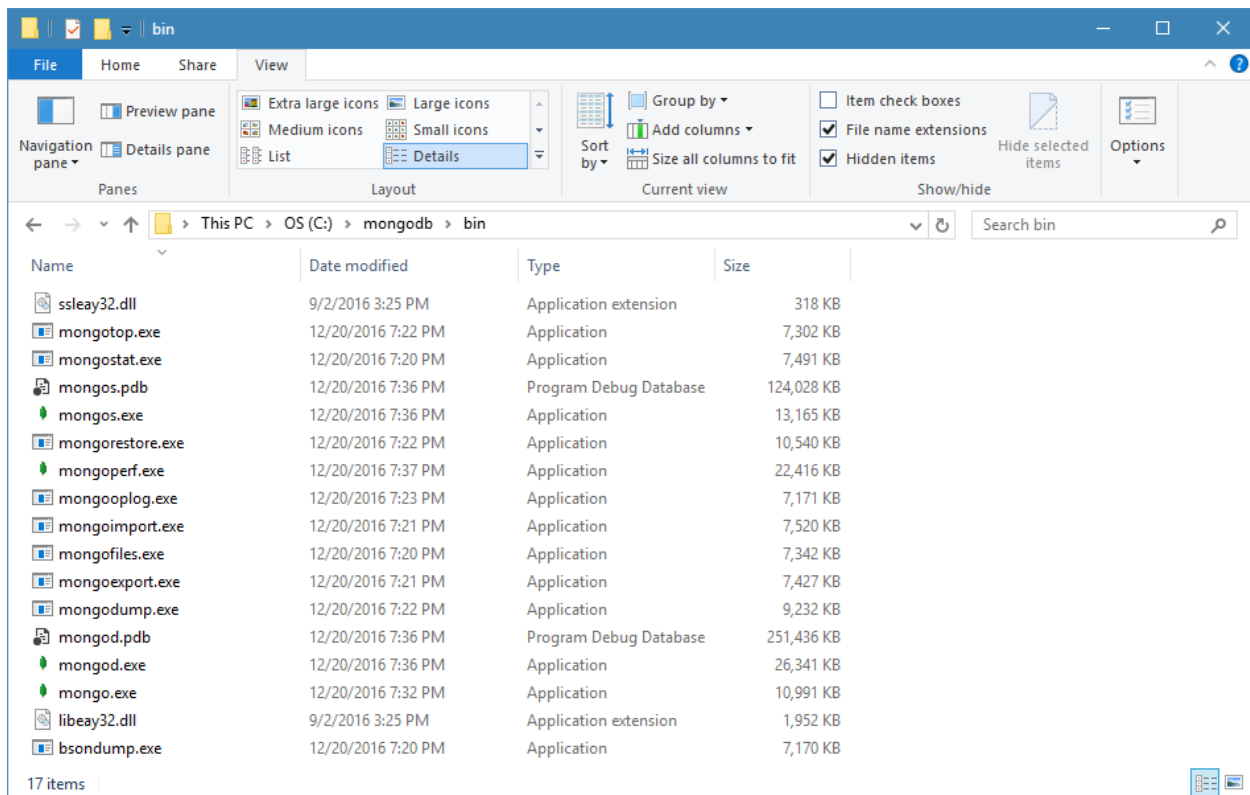 bin
File Home Share View
Preview pane Extra large icons Large icons Group by Item check boxes
Medium icons Small icons Add columns File name extensions
Navigation pane Details pane List Details Sort by Size all columns to fit Hidden items Hide selected items Options
Panes Layout Current view Show/hide
This PC > OS (C:) > mongodb > bin Search bin
Name Date modified Type Size
ssleay32.dll 9/2/2016 3:25 PM Application extension 318 KB
mongotop.exe 12/20/2016 7:22 PM Application 7,302 KB
mongostat.exe 12/20/2016 7:20 PM Application 7,491 KB
mongos.pdb 12/20/2016 7:36 PM Program Debug Database 124,028 KB
mongos.exe 12/20/2016 7:36 PM Application 13,165 KB
mongorestore.exe 12/20/2016 7:22 PM Application 10,540 KB
mongoperf.exe 12/20/2016 7:37 PM Application 22,416 KB
mongooplog.exe 12/20/2016 7:23 PM Application 7,171 KB
mongoimport.exe 12/20/2016 7:21 PM Application 7,520 KB
mongofiles.exe 12/20/2016 7:20 PM Application 7,342 KB
mongoexport.exe 12/20/2016 7:21 PM Application 7,427 KB
mongodump.exe 12/20/2016 7:22 PM Application 9,232 KB
mongod.pdb 12/20/2016 7:36 PM Program Debug Database 251,436 KB
mongod.exe 12/20/2016 7:36 PM Application 26,341 KB
mongo.exe 12/20/2016 7:32 PM Application 10,991 KB
libeay32.dll 9/2/2016 3:25 PM Application extension 1,952 KB
bsondump.exe 12/20/2016 7:20 PM Application 7,170 KB
17 items